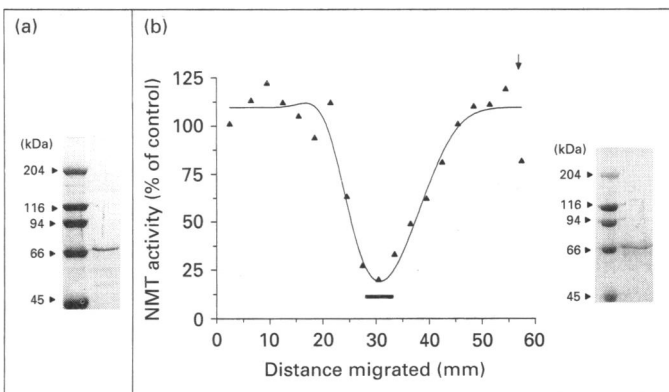 (a)
(kDa)
204
116
94
66
45
(b)
NMT activity (% of control)
125
100
75
50
25
0
0 10 20 30 40 50 60
Distance migrated (mm)
(kDa)
204
116
94
66
45